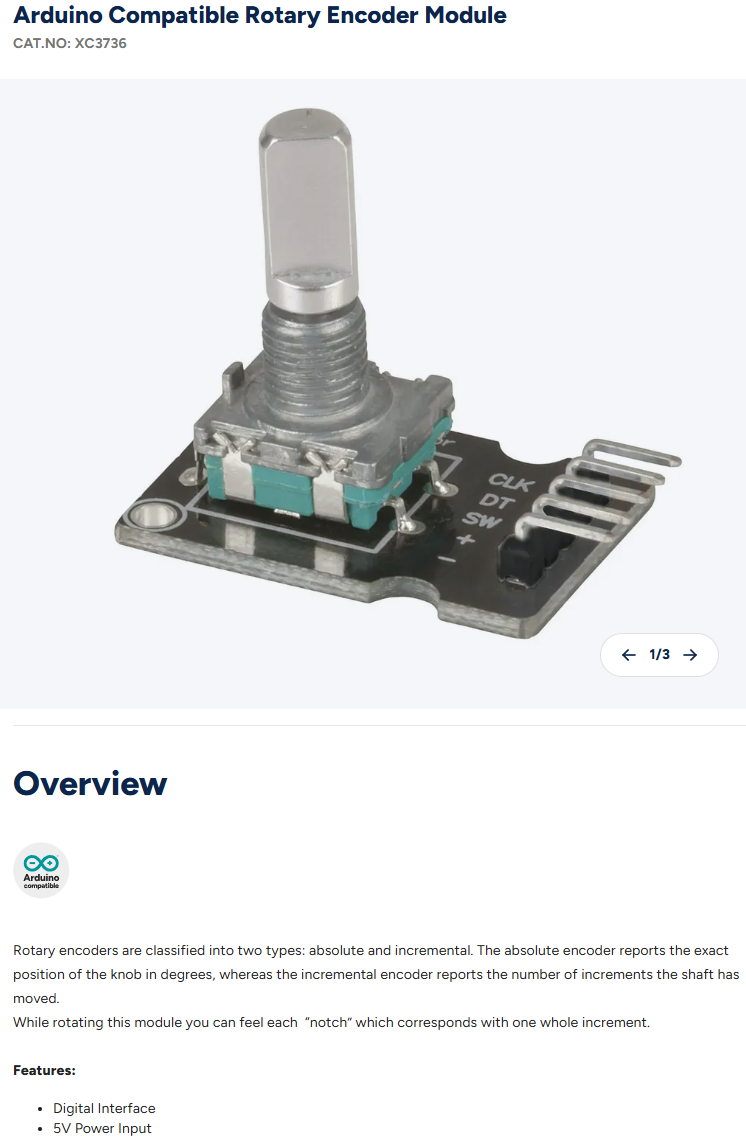 Arduino Compatible Rotary Encoder Module
CAT.NO: XC3736
CLK
DT
SW
+
−
1/3
Overview
Arduino
compatible
Rotary encoders are classified into two types: absolute and incremental. The absolute encoder reports the exact
position of the knob in degrees, whereas the incremental encoder reports the number of increments the shaft has
moved.
While rotating this module you can feel each  “notch” which corresponds with one whole increment.
Features:
• Digital Interface
• 5V Power Input